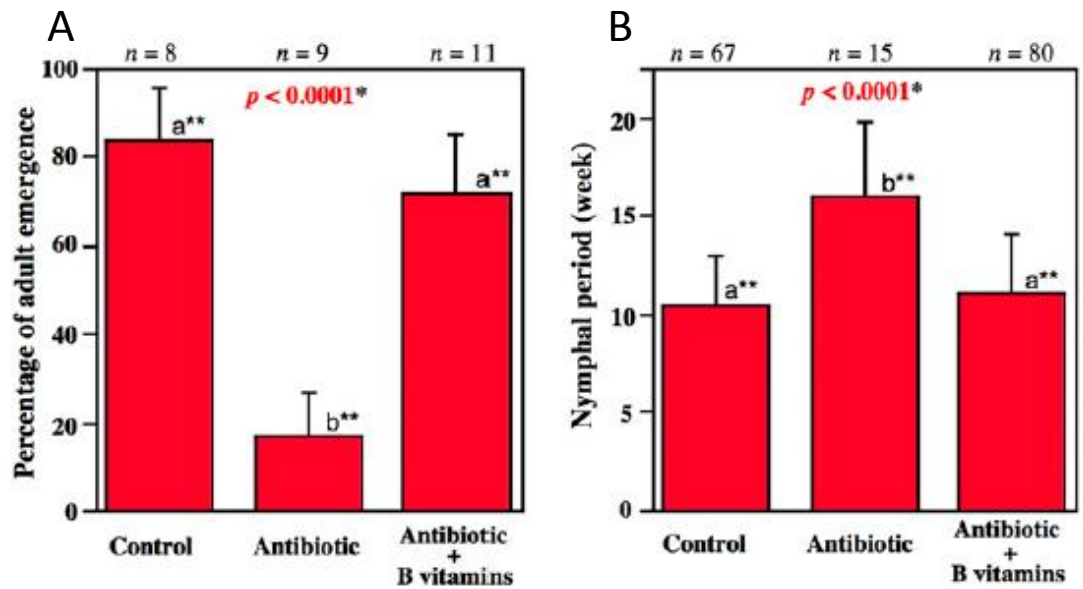 A
n = 8 n = 9 n = 11
p < 0.0001*
Percentage of adult emergence
100
80
60
40
20
0
a**
b**
a**
Control
Antibiotic
Antibiotic
+
B vitamins
B
n = 67 n = 15 n = 80
p < 0.0001*
Nymphal period (week)
20
15
10
5
0
a**
b**
a**
Control
Antibiotic
Antibiotic
+
B vitamins